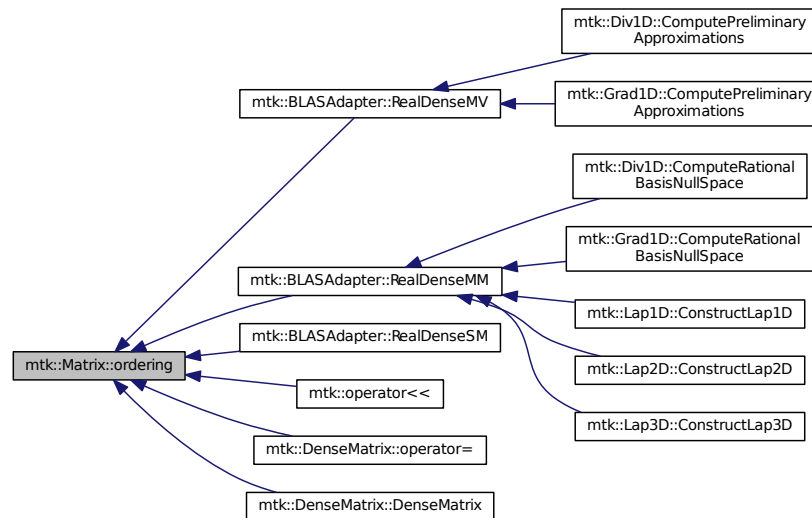 mtk::Div1D::ComputePreliminary
Approximations
mtk::Grad1D::ComputePreliminary
Approximations
mtk::BLASAdapter::RealDenseMV
mtk::Div1D::ComputeRational
BasisNullSpace
mtk::Grad1D::ComputeRational
BasisNullSpace
mtk::BLASAdapter::RealDenseMM
mtk::Lap1D::ConstructLap1D
mtk::BLASAdapter::RealDenseSM
mtk::Matrix::ordering
mtk::Lap2D::ConstructLap2D
mtk::operator<<
mtk::Lap3D::ConstructLap3D
mtk::DenseMatrix::operator=
mtk::DenseMatrix::DenseMatrix